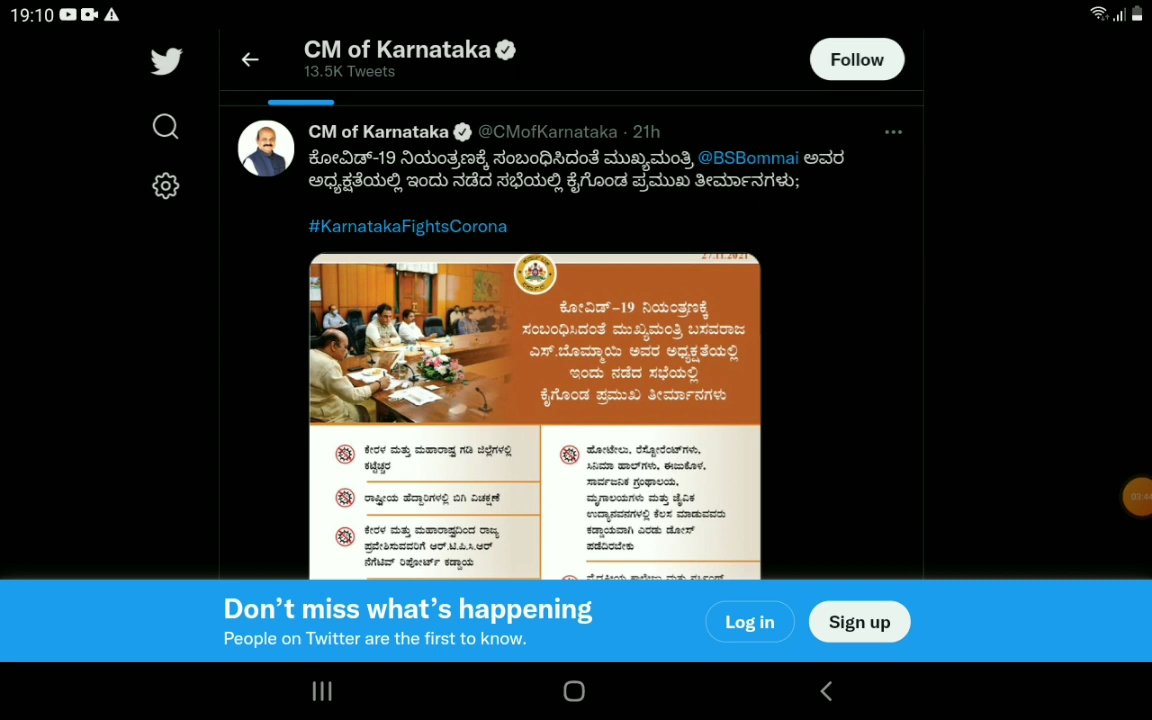 19:10
CM of Karnataka
13.5K Tweets
Follow
CM of Karnataka @CMofKarnataka · 21h
ಕೋವಿಡ್-19 ನಿಯಂತ್ರಣಕ್ಕೆ ಸಂಬಂಧಿಸಿದಂತೆ ಮುಖ್ಯಮಂತ್ರಿ @BSBommai ಅವರ
ಅಧ್ಯಕ್ಷತೆಯಲ್ಲಿ ಇಂದು ನಡೆದ ಸಭೆಯಲ್ಲಿ ಕೈಗೊಂಡ ಪ್ರಮುಖ ತೀರ್ಮಾನಗಳು;
#KarnatakaFightsCorona
27.11.2021
ಕೋವಿಡ್-19 ನಿಯಂತ್ರಣಕ್ಕೆ
ಸಂಬಂಧಿಸಿದಂತೆ ಮುಖ್ಯಮಂತ್ರಿ ಬಸವರಾಜ
ಎಸ್.ಬೊಮ್ಮಾಯಿ ಅವರ ಅಧ್ಯಕ್ಷತೆಯಲ್ಲಿ
ಇಂದು ನಡೆದ ಸಭೆಯಲ್ಲಿ
ಕೈಗೊಂಡ ಪ್ರಮುಖ ತೀರ್ಮಾನಗಳು
ಕೇರಳ ಮತ್ತು ಮಹಾರಾಷ್ಟ್ರ ಗಡಿ ಜಿಲ್ಲೆಗಳಲ್ಲಿ
ಕಟ್ಟೆಚ್ಚರ
ರಾಷ್ಟ್ರೀಯ ಹೆದ್ದಾರಿಗಳಲ್ಲಿ ಬಿಗಿ ವಿಚಕ್ಷಣೆ
ಕೇರಳ ಮತ್ತು ಮಹಾರಾಷ್ಟ್ರದಿಂದ ರಾಜ್ಯ
ಪ್ರವೇಶಿಸುವವರಿಗೆ ಆರ್.ಟಿ.ಪಿ.ಸಿ.ಆರ್
ನೆಗೆಟಿವ್ ರಿಪೋರ್ಟ್ ಕಡ್ಡಾಯ
ಹೋಟೇಲು, ರೆಸ್ಟೋರೆಂಟ್‌ಗಳು,
ಸಿನಿಮಾ ಹಾಲ್‌ಗಳು, ಈಜುಕೊಳ,
ಸಾರ್ವಜನಿಕ ಗ್ರಂಥಾಲಯ,
ಮೃಗಾಲಯಗಳು ಮತ್ತು ಜೈವಿಕ
ಉದ್ಯಾನವನಗಳಲ್ಲಿ ಕೆಲಸ ಮಾಡುವವರು
ಕಡ್ಡಾಯವಾಗಿ ಎರಡು ಡೋಸ್
ಪಡೆದಿರಬೇಕು
03:44
Don't miss what's happening
People on Twitter are the first to know.
Log in
Sign up